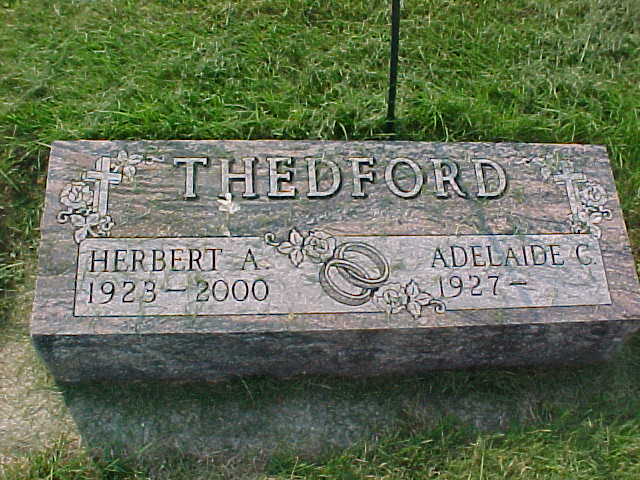 THEDFORD
HERBERT A. ADELAIDE C.
1923 - 2000 1927 -